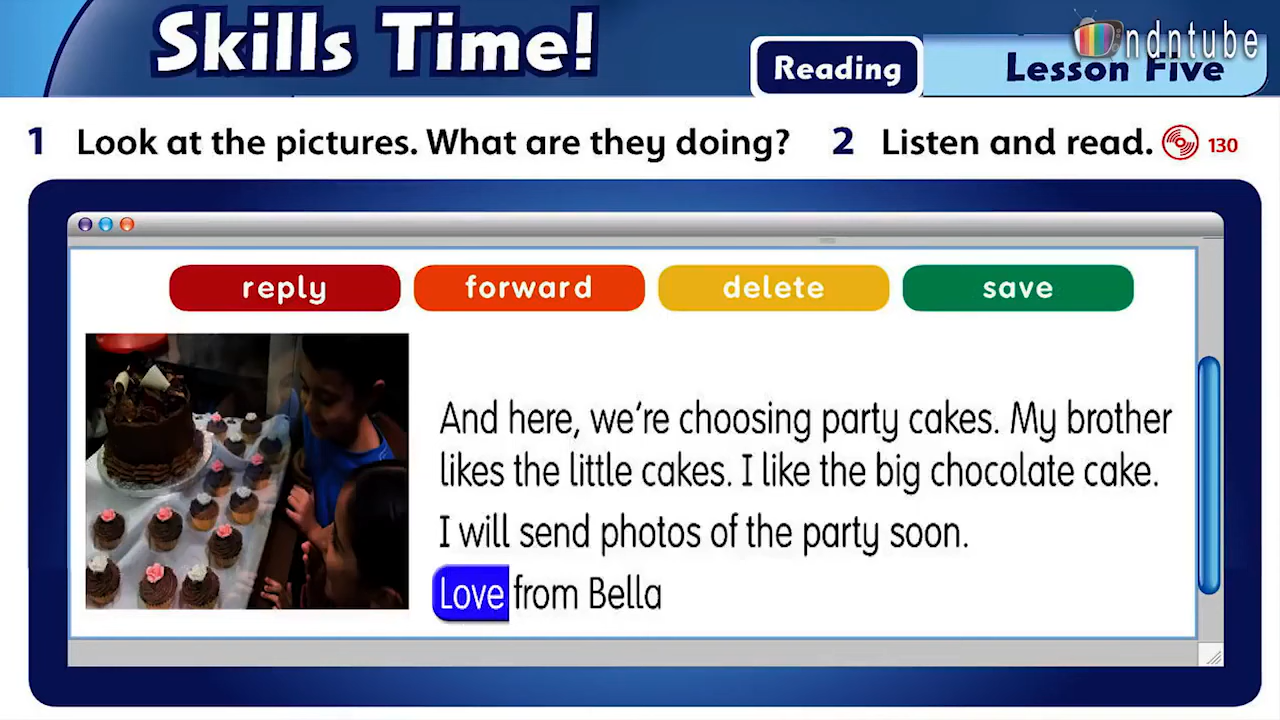 Skills Time!
Reading
Lesson Five
ndntube
1 Look at the pictures. What are they doing?
2 Listen and read. 130
reply
forward
delete
save
And here, we're choosing party cakes. My brother
likes the little cakes. I like the big chocolate cake.
I will send photos of the party soon.
Love from Bella